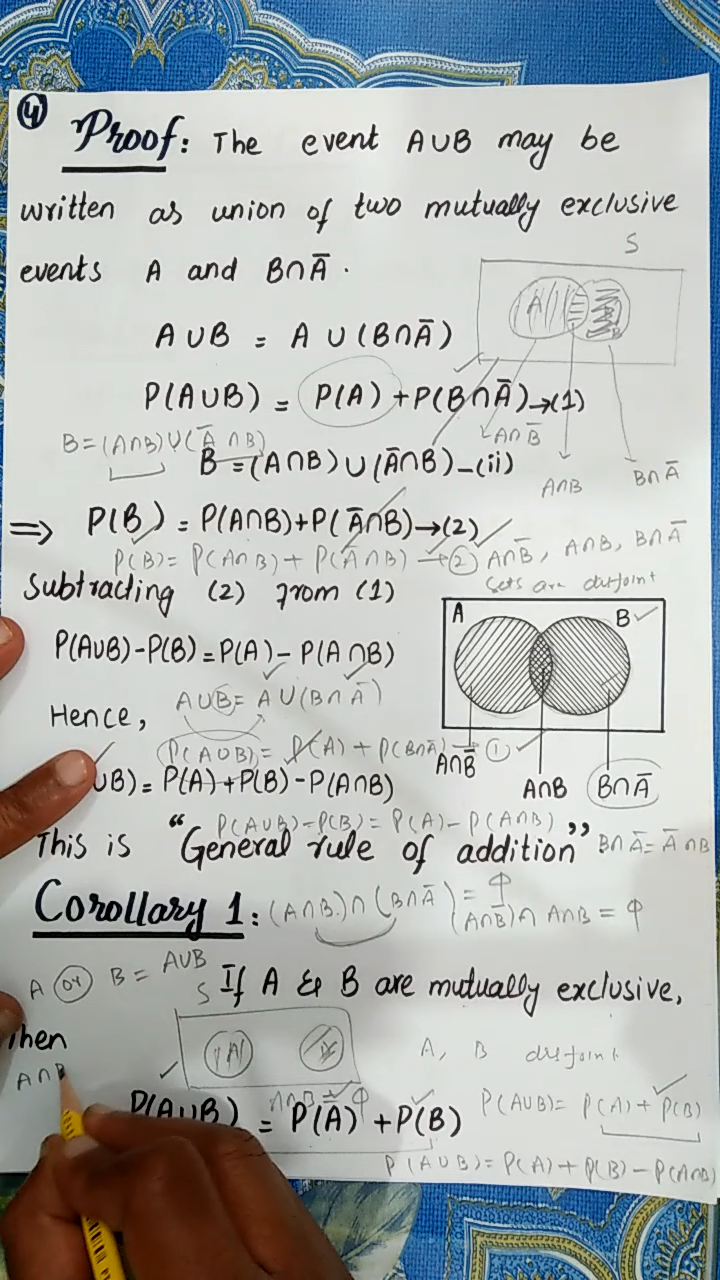 4
Proof: The event A∪B may be
written as union of two mutually exclusive
events A and B∩Ā.
S
A
A∪B = A∪(B∩Ā)
P(A∪B) = P(A)+P(B∩Ā)→(1)
A∩B̄
B=(A∩B)∪(Ā∩B)
B=(A∩B)∪(Ā∩B)−(ii)
A∩B
B∩Ā
⇒ P(B) = P(A∩B)+P(Ā∩B)→(2)
P(B)= P(A∩B)+P(Ā∩B) →② A∩B̄, A∩B, B∩Ā
sets are disjoint
Subtracting (2) from (1)
A B
P(A∪B)−P(B)=P(A)−P(A∩B)
A∪B= A∪(B∩Ā)
Hence,
P(A∪B)= P(A)+P(B∩Ā)→①
A∩B̄
∪B)= P(A)+P(B)−P(A∩B)
A∩B B∩Ā
P(A∪B)−P(B)= P(A)−P(A∩B)
This is "General rule of addition"
B∩Ā=Ā∩B
Corollary 1: (A∩B)∩(B∩Ā)=φ
(A∩B̄)∩A∩B=φ
A or B = A∪B
S
If A & B are mutually exclusive,
then
A
A, B disjoint
A∩B
A∩B=φ
P(A∪B) = P(A)+P(B)
P(A∪B)= P(A)+P(B)
P(A∪B)=P(A)+P(B)−P(A∩B)